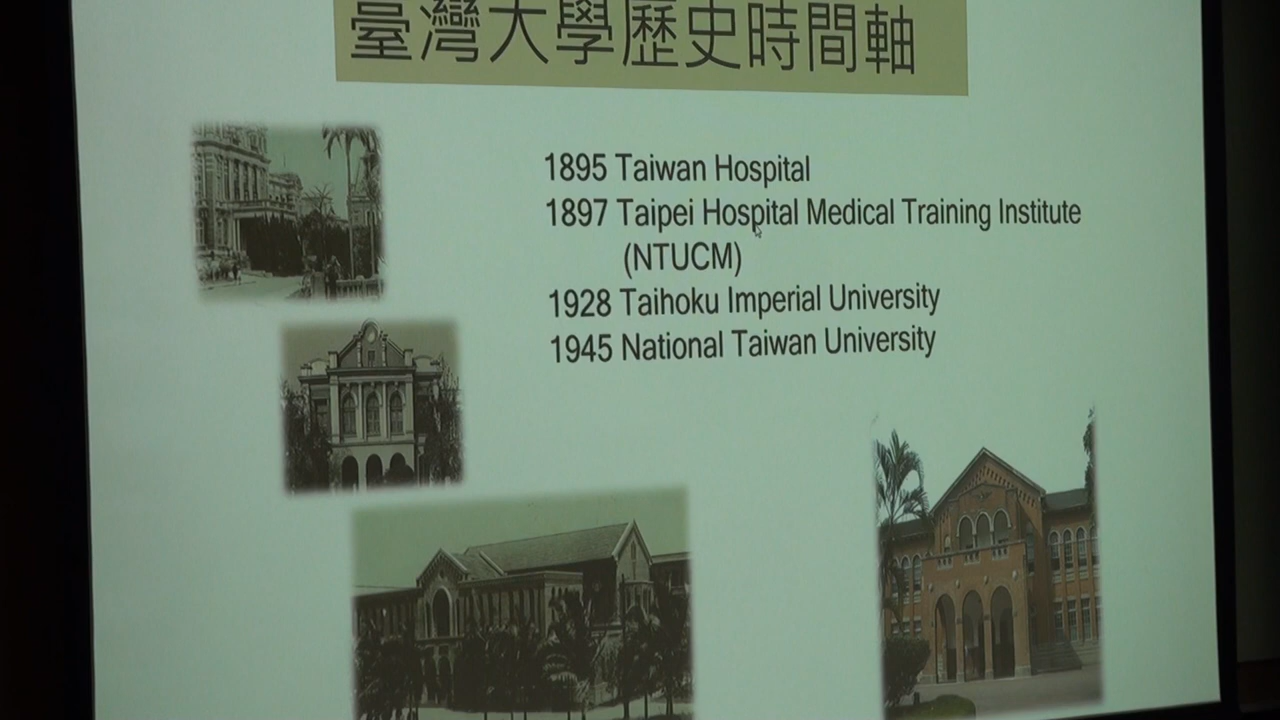 臺灣大學歷史時間軸
1895 Taiwan Hospital
1897 Taipei Hospital Medical Training Institute
(NTUCM)
1928 Taihoku Imperial University
1945 National Taiwan University